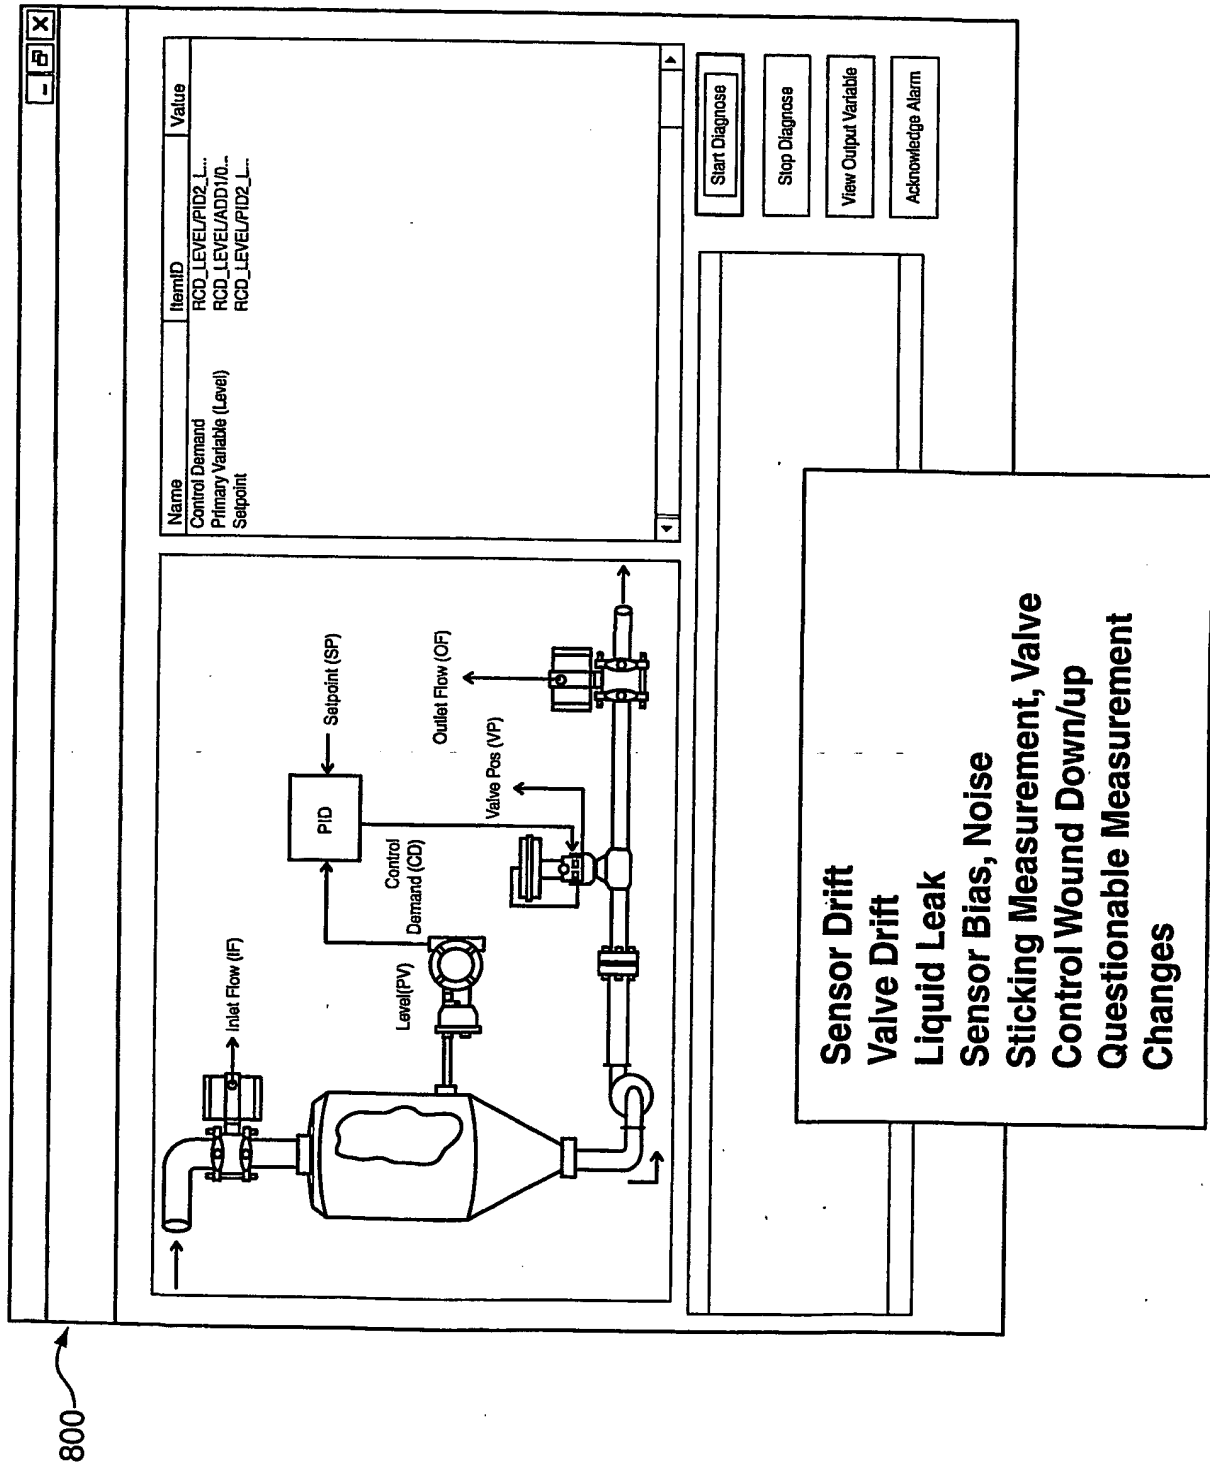 800
Inlet Flow (IF)
Level(PV)
Control
Demand (CD)
PID
Setpoint (SP)
Valve Pos (VP)
Outlet Flow (OF)
Name ItemID Value
Control Demand RCD_LEVEL/PID2_L...
Primary Variable (Level) RCD_LEVEL/ADD1/0...
Setpoint RCD_LEVEL/PID2_L...
Start Diagnose
Stop Diagnose
View Output Variable
Acknowledge Alarm
Sensor Drift
Valve Drift
Liquid Leak
Sensor Bias, Noise
Sticking Measurement, Valve
Control Wound Down/up
Questionable Measurement
Changes